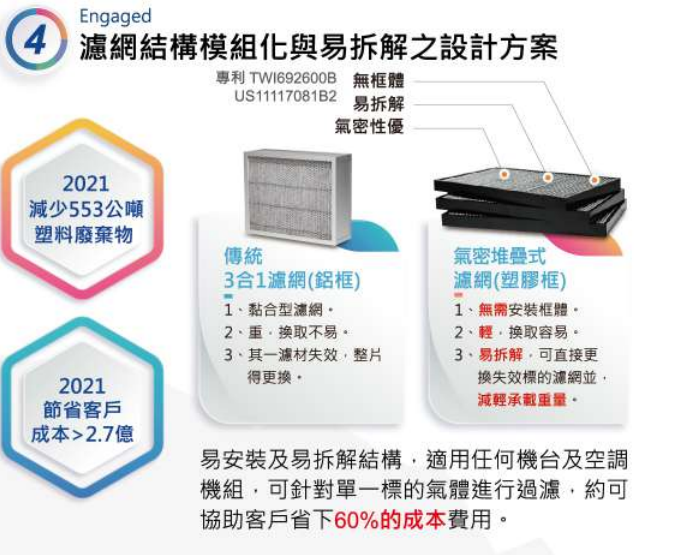 4
Engaged
濾網結構模組化與易拆解之設計方案
專利 TWI692600B
US11117081B2
無框體
易拆解
氣密性優
2021
減少553公噸
塑料廢棄物
2021
節省客戶
成本>2.7億
傳統
3合1濾網(鋁框)
1、黏合型濾網。
2、重，換取不易。
3、其一濾材失效，整片
得更換。
氣密堆疊式
濾網(塑膠框)
1、無需安裝框體。
2、輕，換取容易。
3、易拆解，可直接更
換失效標的濾網並，
減輕承載重量。
易安裝及易拆解結構，適用任何機台及空調
機組，可針對單一標的氣體進行過濾，約可
協助客戶省下60%的成本費用。